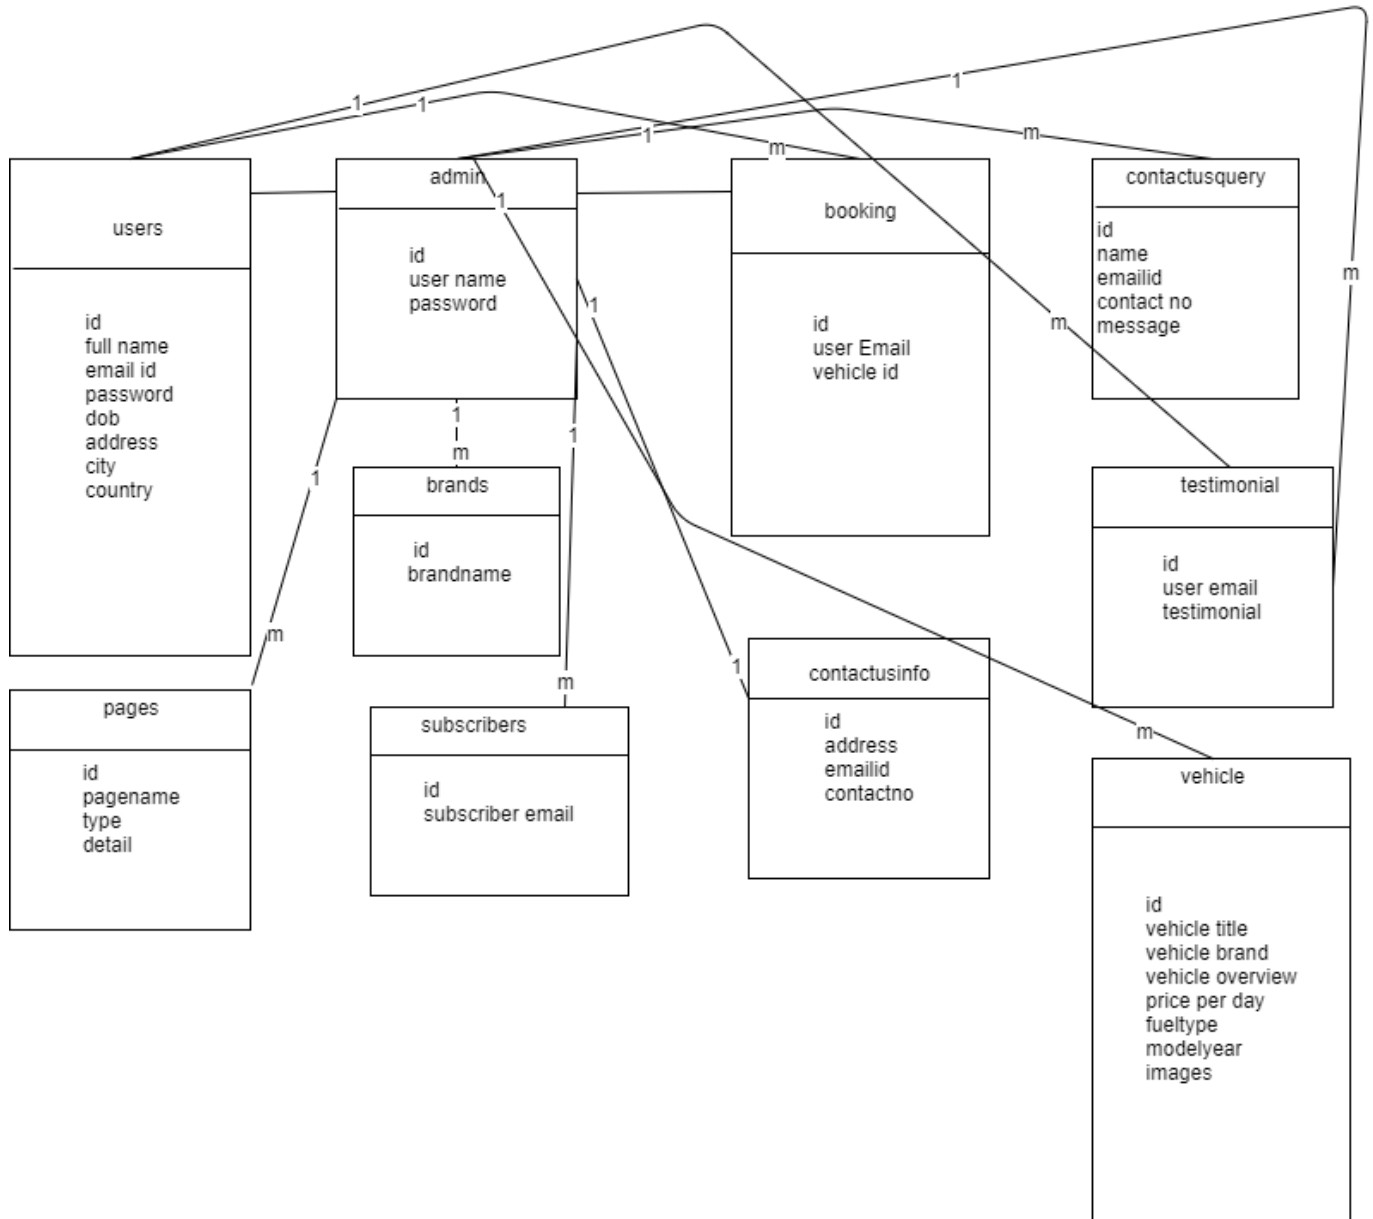 1
1
1
1
m
m
users
id
full name
email id
password
dob
address
city
country
admin
1
id
user name
password
booking
id
user Email
vehicle id
contactusquery
id
name
emailid
contact no
message
m
m
1
1
m
1
1
m
1
m
1
brands
id
brandname
testimonial
id
user email
testimonial
pages
id
pagename
type
detail
subscribers
id
subscriber email
contactusinfo
id
address
emailid
contactno
m
vehicle
id
vehicle title
vehicle brand
vehicle overview
price per day
fueltype
modelyear
images